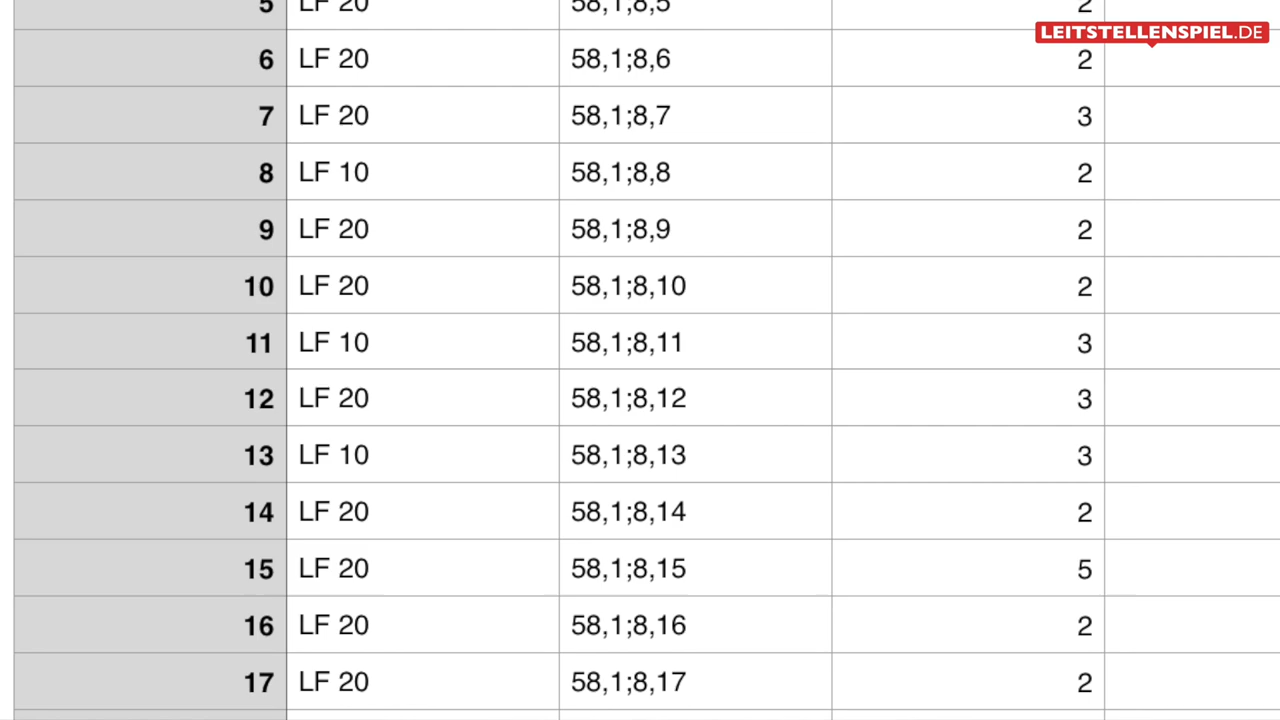 5 LF 20 58,1;8,5 2
LEITSTELLENSPIEL.DE
6 LF 20 58,1;8,6 2
7 LF 20 58,1;8,7 3
8 LF 10 58,1;8,8 2
9 LF 20 58,1;8,9 2
10 LF 20 58,1;8,10 2
11 LF 10 58,1;8,11 3
12 LF 20 58,1;8,12 3
13 LF 10 58,1;8,13 3
14 LF 20 58,1;8,14 2
15 LF 20 58,1;8,15 5
16 LF 20 58,1;8,16 2
17 LF 20 58,1;8,17 2